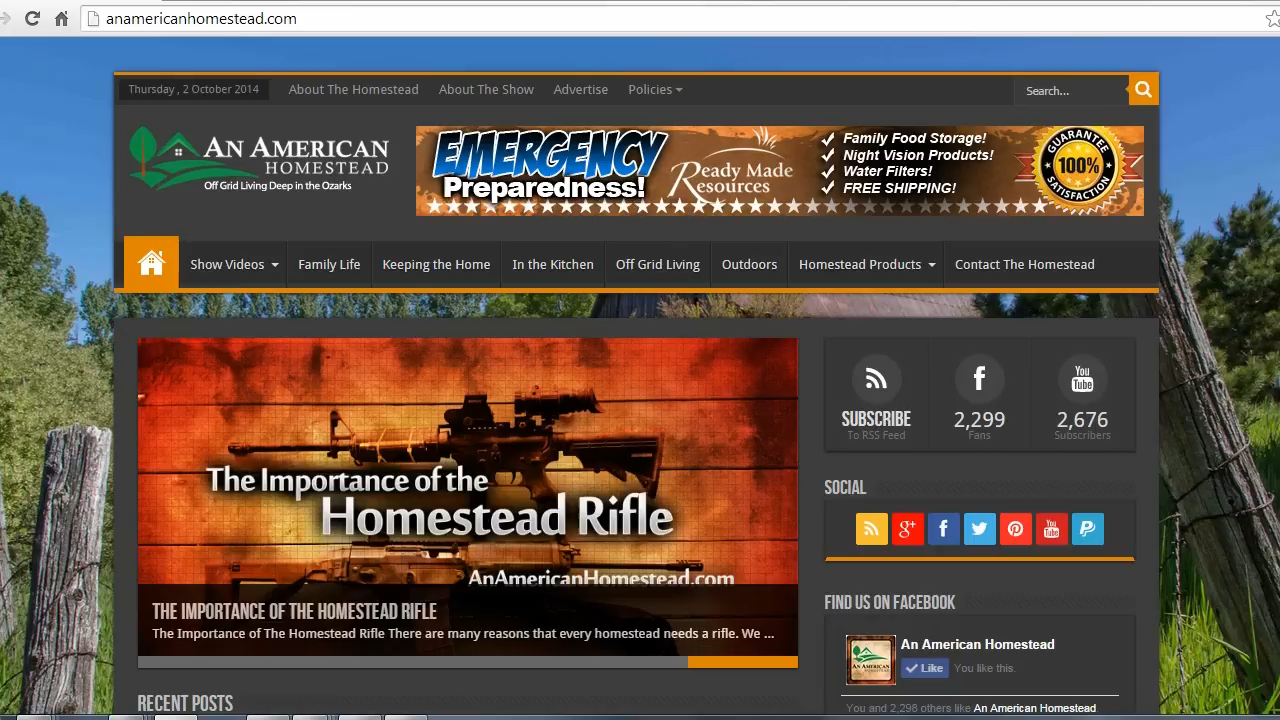 anamericanhomestead.com
Thursday , 2 October 2014
About The Homestead
About The Show
Advertise
Policies
Search...
AN AMERICAN
HOMESTEAD
Off Grid Living Deep in the Ozarks
EMERGENCY
Preparedness!
Ready Made
Resources
Family Food Storage!
Night Vision Products!
Water Filters!
FREE SHIPPING!
GUARANTEE
100%
SATISFACTION
Show Videos
Family Life
Keeping the Home
In the Kitchen
Off Grid Living
Outdoors
Homestead Products
Contact The Homestead
The Importance of the
Homestead Rifle
AnAmericanHomestead.com
THE IMPORTANCE OF THE HOMESTEAD RIFLE
The Importance of The Homestead Rifle There are many reasons that every homestead needs a rifle. We ...
RECENT POSTS
SUBSCRIBE
To RSS Feed
2,299
Fans
You
Tube
2,676
Subscribers
SOCIAL
g+
You
Tube
FIND US ON FACEBOOK
AN AMERICAN
HOMESTEAD
An American Homestead
Like
You like this.
You and 2,298 others like An American Homestead